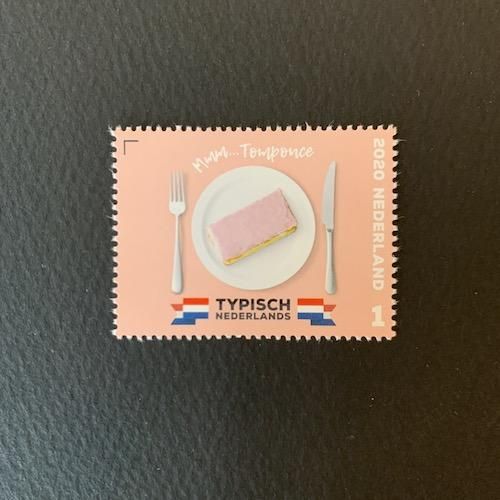 Mmm...Tompouce
2020 NEDERLAND
1
TYPISCH
NEDERLANDS